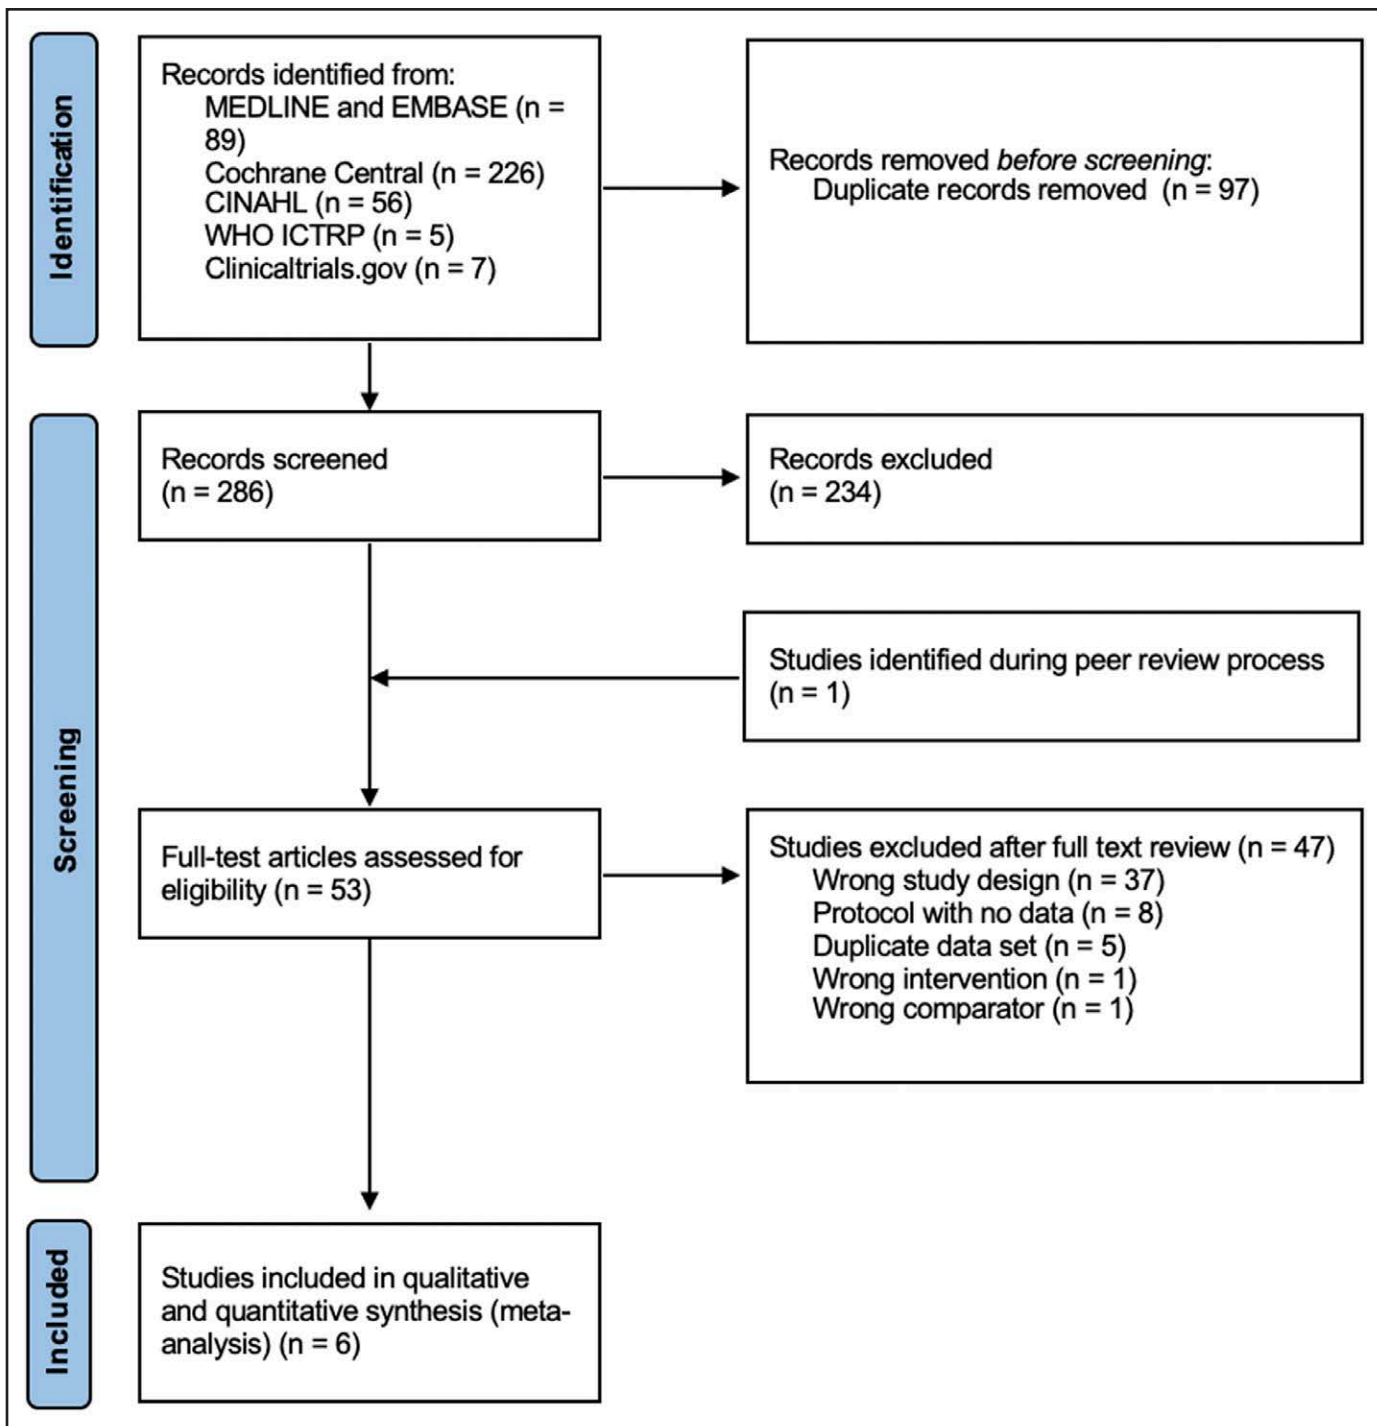 Identification
Records identified from:
MEDLINE and EMBASE (n =
89)
Cochrane Central (n = 226)
CINAHL (n = 56)
WHO ICTRP (n = 5)
Clinicaltrials.gov (n = 7)
Records removed before screening:
Duplicate records removed (n = 97)
Screening
Records screened
(n = 286)
Records excluded
(n = 234)
Studies identified during peer review process
(n = 1)
Full-test articles assessed for
eligibility (n = 53)
Studies excluded after full text review (n = 47)
Wrong study design (n = 37)
Protocol with no data (n = 8)
Duplicate data set (n = 5)
Wrong intervention (n = 1)
Wrong comparator (n = 1)
Included
Studies included in qualitative
and quantitative synthesis (meta-
analysis) (n = 6)